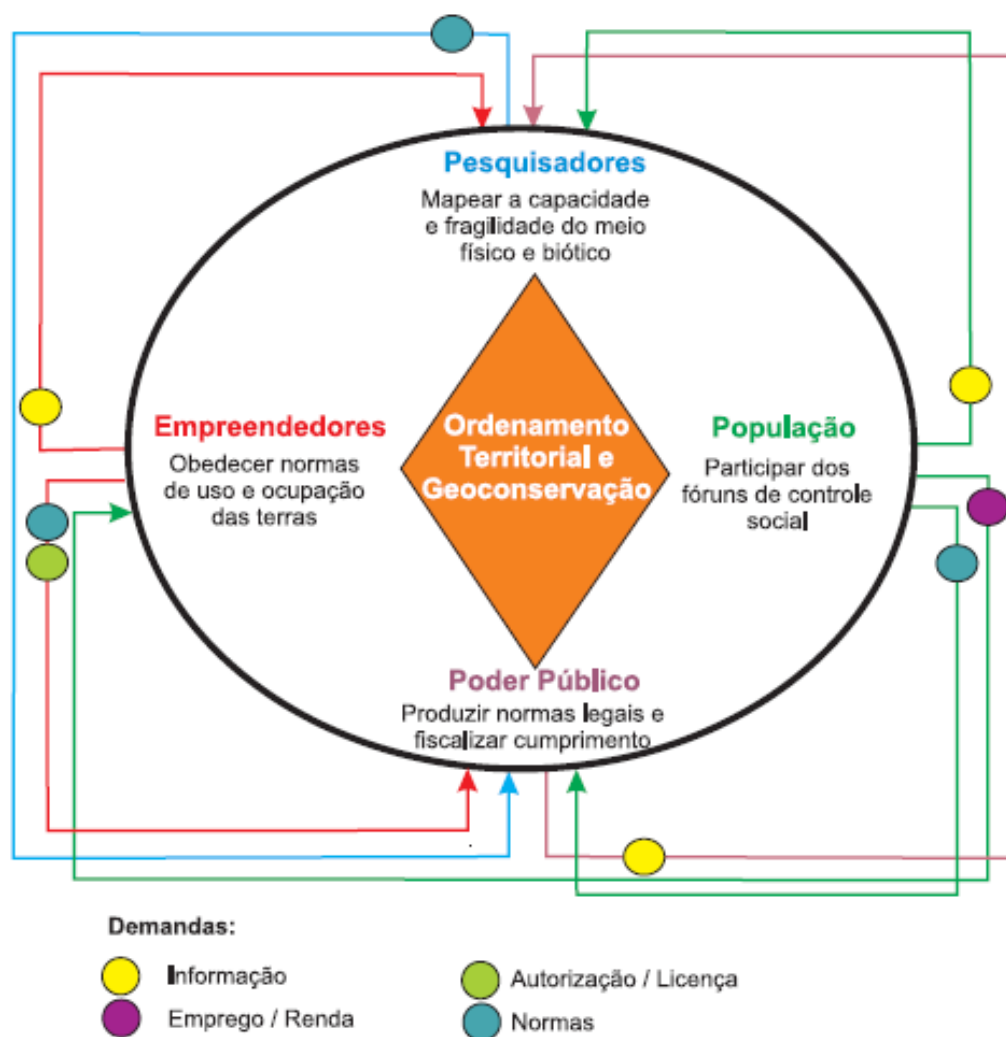 Pesquisadores
Mapear a capacidade
e fragilidade do meio
físico e biótico
Empreendedores
Obedecer normas
de uso e ocupação
das terras
Ordenamento
Territorial e
Geoconservação
População
Participar dos
fóruns de controle
social
Poder Público
Produzir normas legais e
fiscalizar cumprimento
Demandas:
Informação
Autorização / Licença
Emprego / Renda
Normas